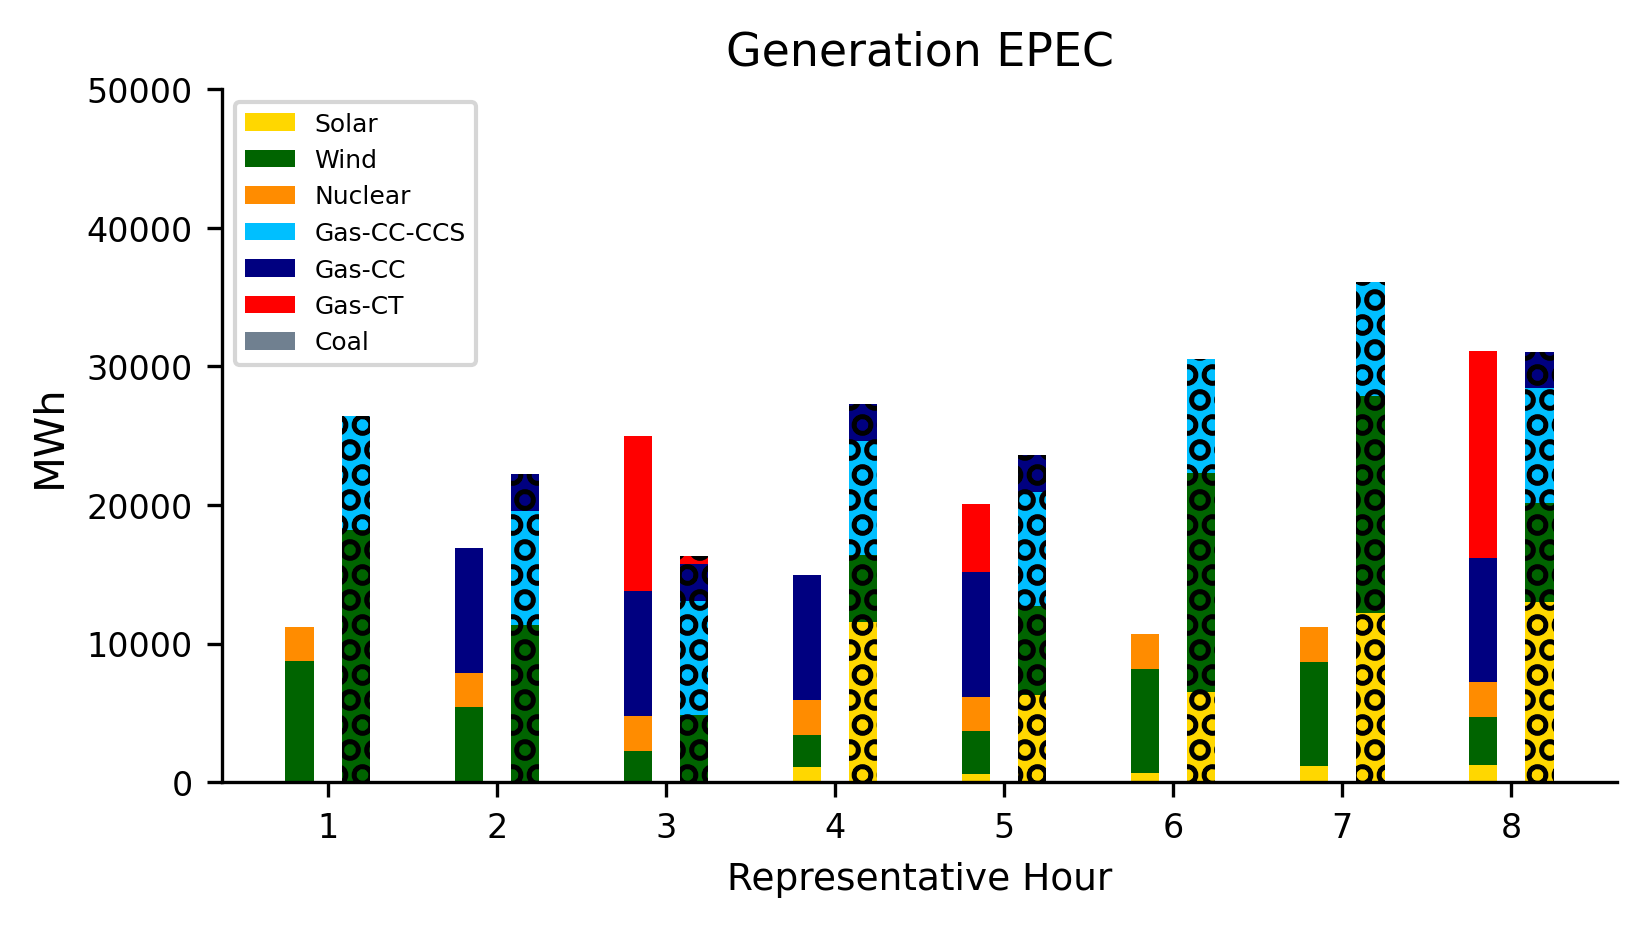 Generation EPEC
50000
40000
30000
20000
10000
0
MWh
Solar
Wind
Nuclear
Gas-CC-CCS
Gas-CC
Gas-CT
Coal
1 2 3 4 5 6 7 8
Representative Hour